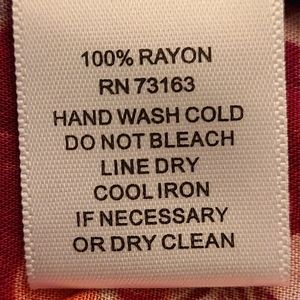 100% RAYON
RN 73163
HAND WASH COLD
DO NOT BLEACH
LINE DRY
COOL IRON
IF NECESSARY
OR DRY CLEAN